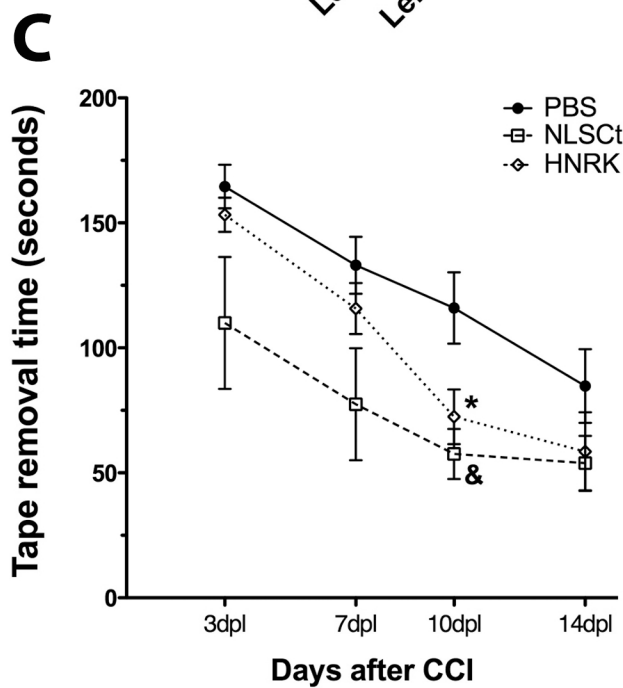 C
PBS
NLSCt
HNRK
Tape removal time (seconds)
200
150
100
50
0
*
&
3dpl 7dpl 10dpl 14dpl
Days after CCI